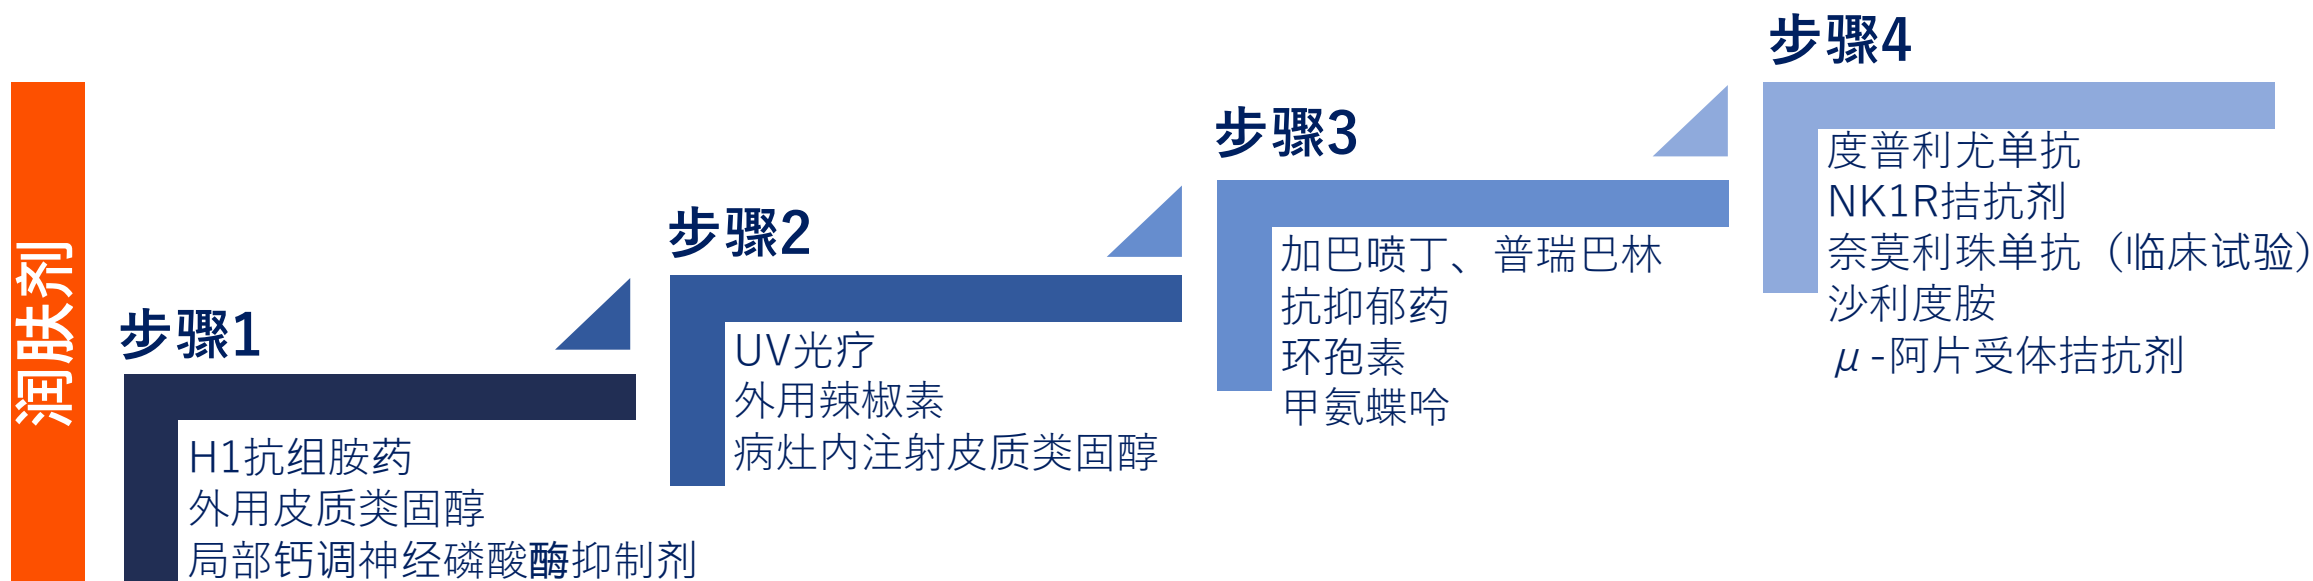 润肤剂
步骤1
H1抗组胺药
外用皮质类固醇
局部钙调神经磷酸酶抑制剂
步骤2
UV光疗
外用辣椒素
病灶内注射皮质类固醇
步骤3
加巴喷丁、普瑞巴林
抗抑郁药
环孢素
甲氨蝶呤
步骤4
度普利尤单抗
NK1R拮抗剂
奈莫利珠单抗（临床试验）
沙利度胺
μ-阿片受体拮抗剂